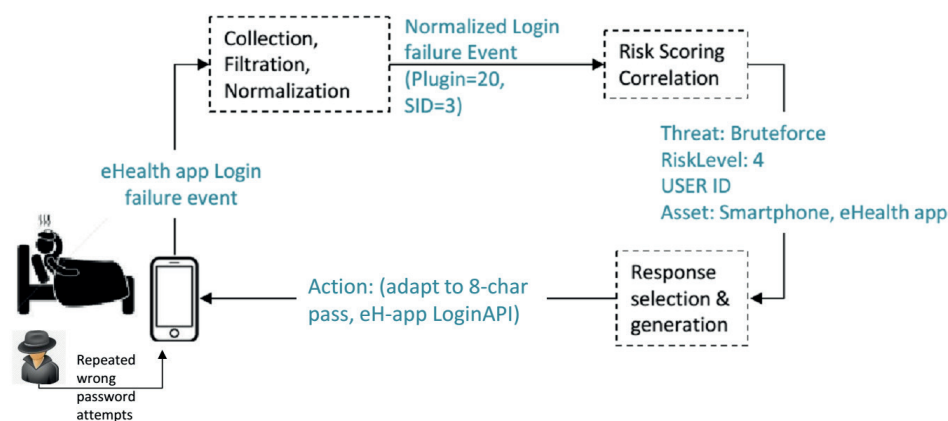 Collection,
Filtration,
Normalization
Normalized Login
failure Event
(Plugin=20,
SID=3)
Risk Scoring
Correlation
Threat: Bruteforce
RiskLevel: 4
USER ID
Asset: Smartphone, eHealth app
eHealth app Login
failure event
Response
selection &
generation
Action: (adapt to 8-char
pass, eH-app LoginAPI)
Repeated
wrong
password
attempts